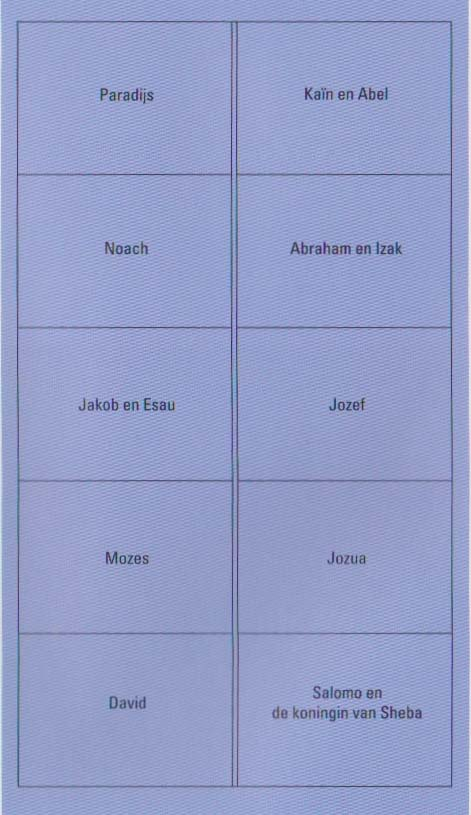 Paradijs
Kaïn en Abel
Noach
Abraham en Izak
Jakob en Esau
Jozef
Mozes
Jozua
David
Salomo en
de koningin van Sheba